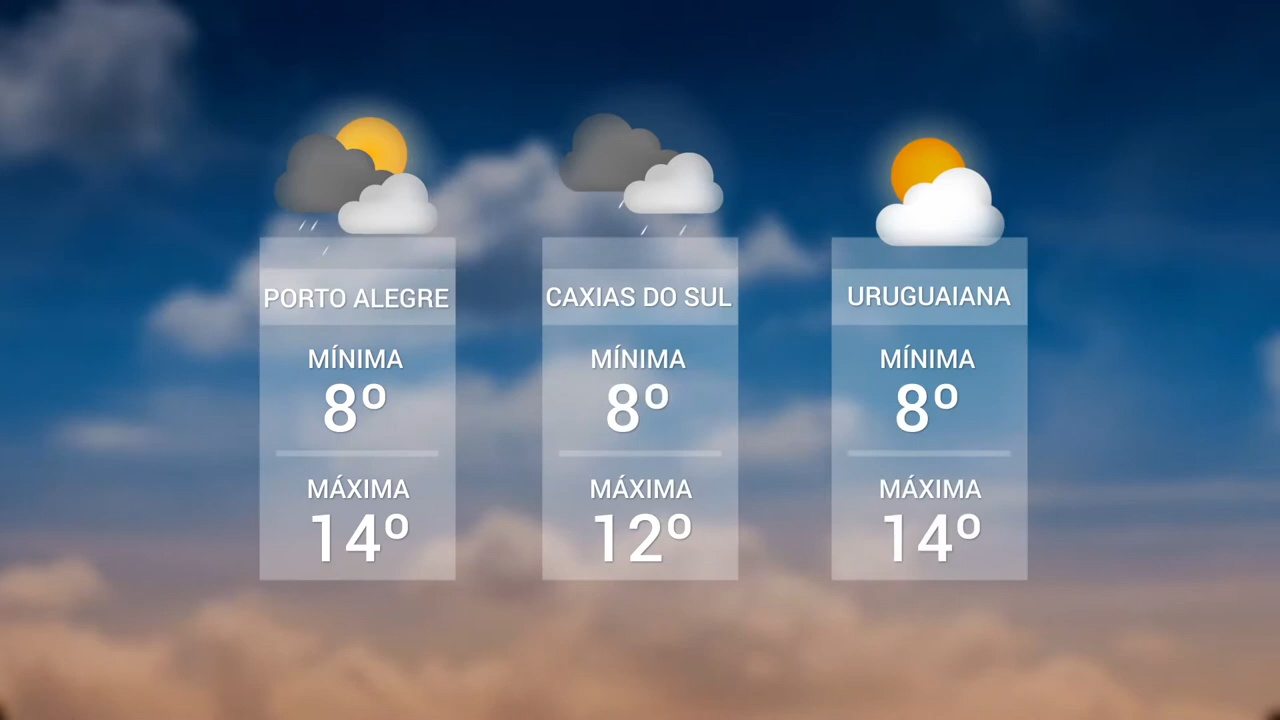 PORTO ALEGRE
MÍNIMA
8º
MÁXIMA
14º
CAXIAS DO SUL
MÍNIMA
8º
MÁXIMA
12º
URUGUAIANA
MÍNIMA
8º
MÁXIMA
14º